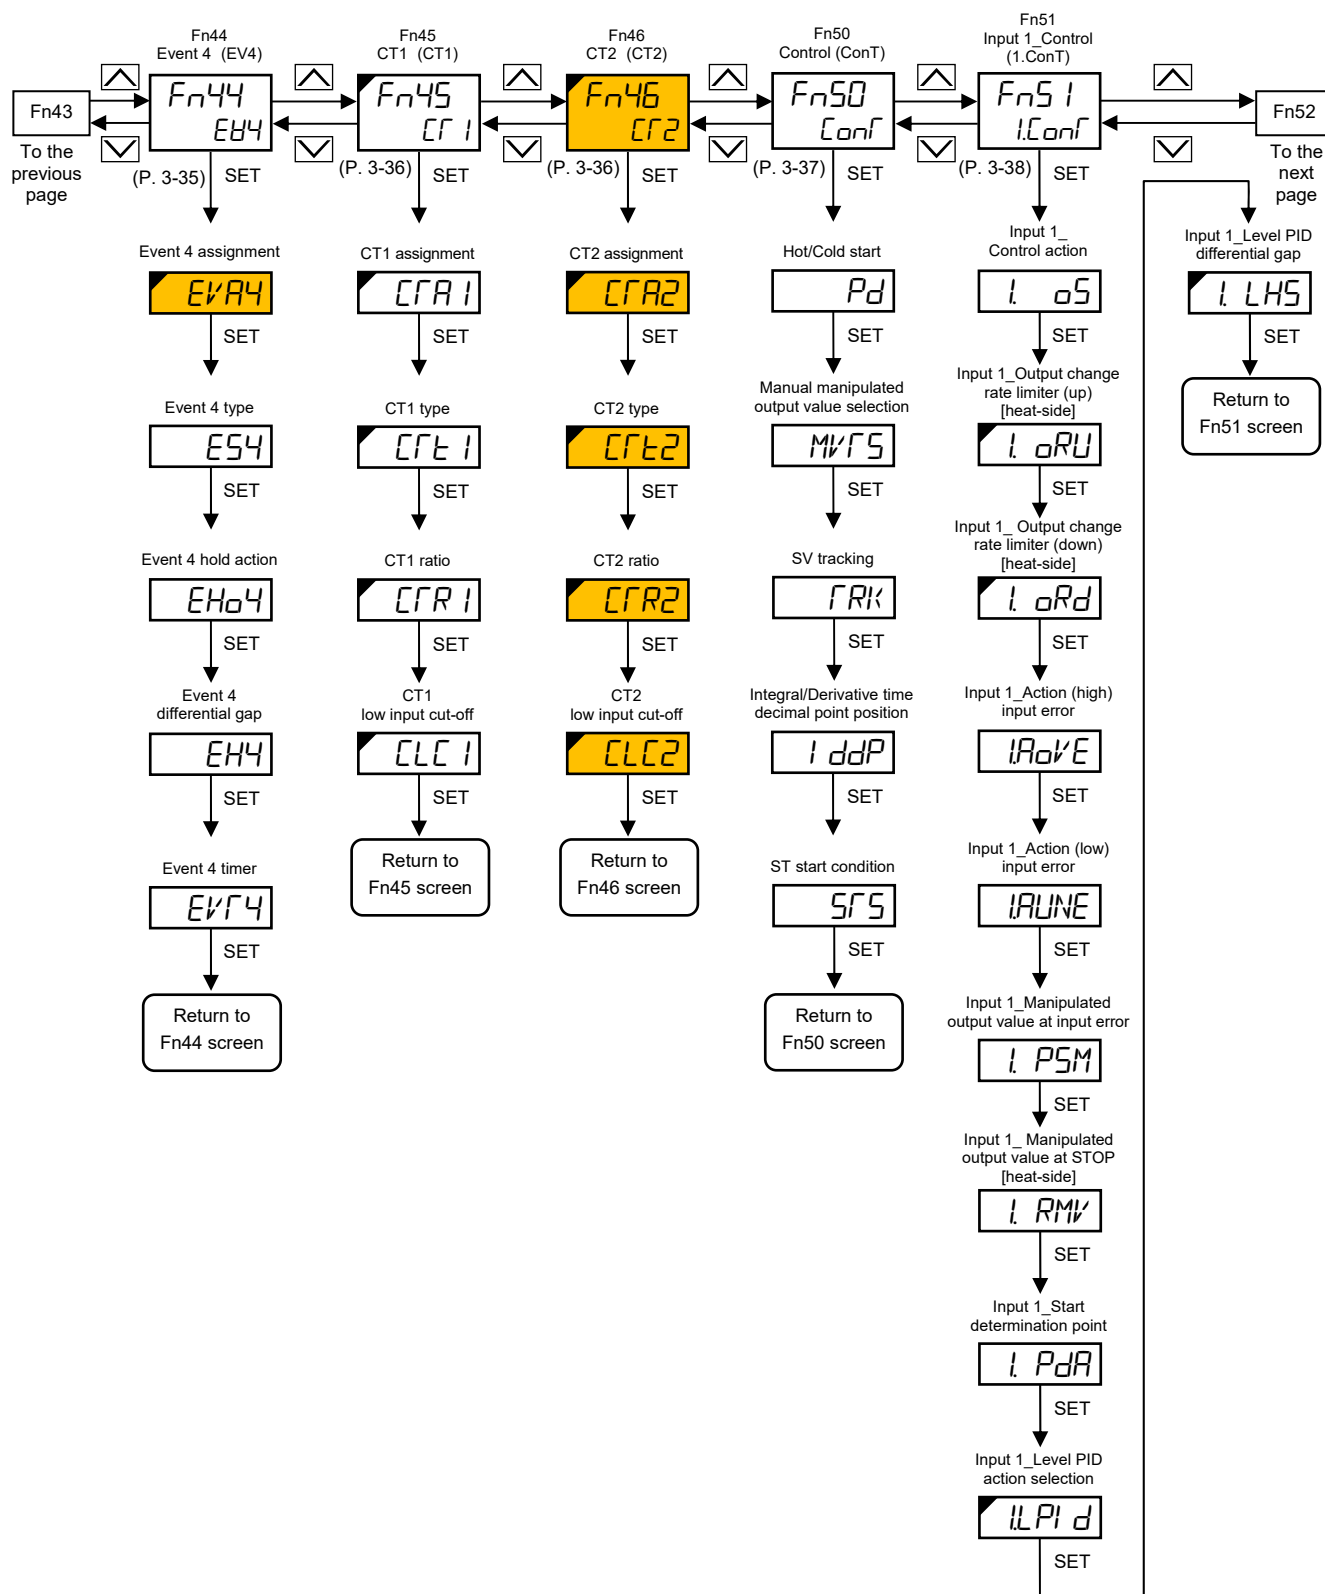 Fn44
Event 4 (EV4)
Fn45
CT1 (CT1)
Fn46
CT2 (CT2)
Fn50
Control (ConT)
Fn51
Input 1_Control
(1.ConT)
Fn43
To the
previous
page
Fn44
EV4
Fn45
CT1
Fn46
CT2
Fn50
ConT
Fn51
1.ConT
Fn52
To the
next
page
(P. 3-35)
SET
(P. 3-36)
SET
(P. 3-36)
SET
(P. 3-37)
SET
(P. 3-38)
SET
Event 4 assignment
EVA4
SET
Event 4 type
ES4
SET
Event 4 hold action
EHo4
SET
Event 4
differential gap
EH4
SET
Event 4 timer
EVT4
SET
Return to
Fn44 screen
CT1 assignment
CTA1
SET
CT1 type
CTt1
SET
CT1 ratio
CTR1
SET
CT1
low input cut-off
CLC1
SET
Return to
Fn45 screen
CT2 assignment
CTA2
SET
CT2 type
CTt2
SET
CT2 ratio
CTR2
SET
CT2
low input cut-off
CLC2
SET
Return to
Fn46 screen
Hot/Cold start
Pd
SET
Manual manipulated
output value selection
MVTS
SET
SV tracking
TRK
SET
Integral/Derivative time
decimal point position
IddP
SET
ST start condition
STS
SET
Return to
Fn50 screen
Input 1_
Control action
1. oS
SET
Input 1_Output change
rate limiter (up)
[heat-side]
1. oRU
SET
Input 1_ Output change
rate limiter (down)
[heat-side]
1. oRd
SET
Input 1_Action (high)
input error
1.AoVE
SET
Input 1_Action (low)
input error
1.AUNE
SET
Input 1_Manipulated
output value at input error
1. PSM
SET
Input 1_ Manipulated
output value at STOP
[heat-side]
1. RMV
SET
Input 1_Start
determination point
1. PdA
SET
Input 1_Level PID
action selection
1.LPId
SET
Input 1_Level PID
differential gap
1. LHS
SET
Return to
Fn51 screen